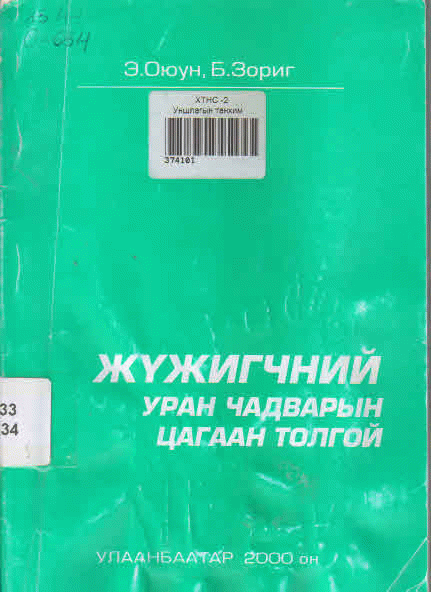 Э.Оюун, Б.Зориг
ХТНС -2
Уншлагын танхим
374101
ЖҮЖИГЧНИЙ
УРАН ЧАДВАРЫН
ЦАГААН ТОЛГОЙ
33
34
УЛААНБААТАР 2000 он